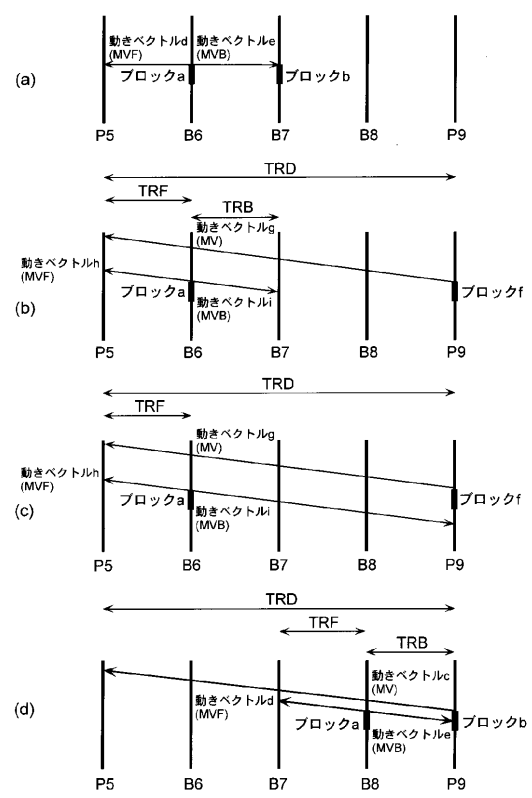 (a)
動きベクトルd
(MVF)
動きベクトルe
(MVB)
ブロックa
ブロックb
P5 B6 B7 B8 P9
(b)
TRD
TRF
TRB
動きベクトルg
(MV)
動きベクトルh
(MVF)
ブロックa
動きベクトルi
(MVB)
ブロックf
P5 B6 B7 B8 P9
(c)
TRD
TRF
動きベクトルg
(MV)
動きベクトルh
(MVF)
ブロックa
動きベクトルi
(MVB)
ブロックf
P5 B6 B7 B8 P9
(d)
TRD
TRF
TRB
動きベクトルc
(MV)
動きベクトルd
(MVF)
ブロックa
動きベクトルe
(MVB)
ブロックb
P5 B6 B7 B8 P9